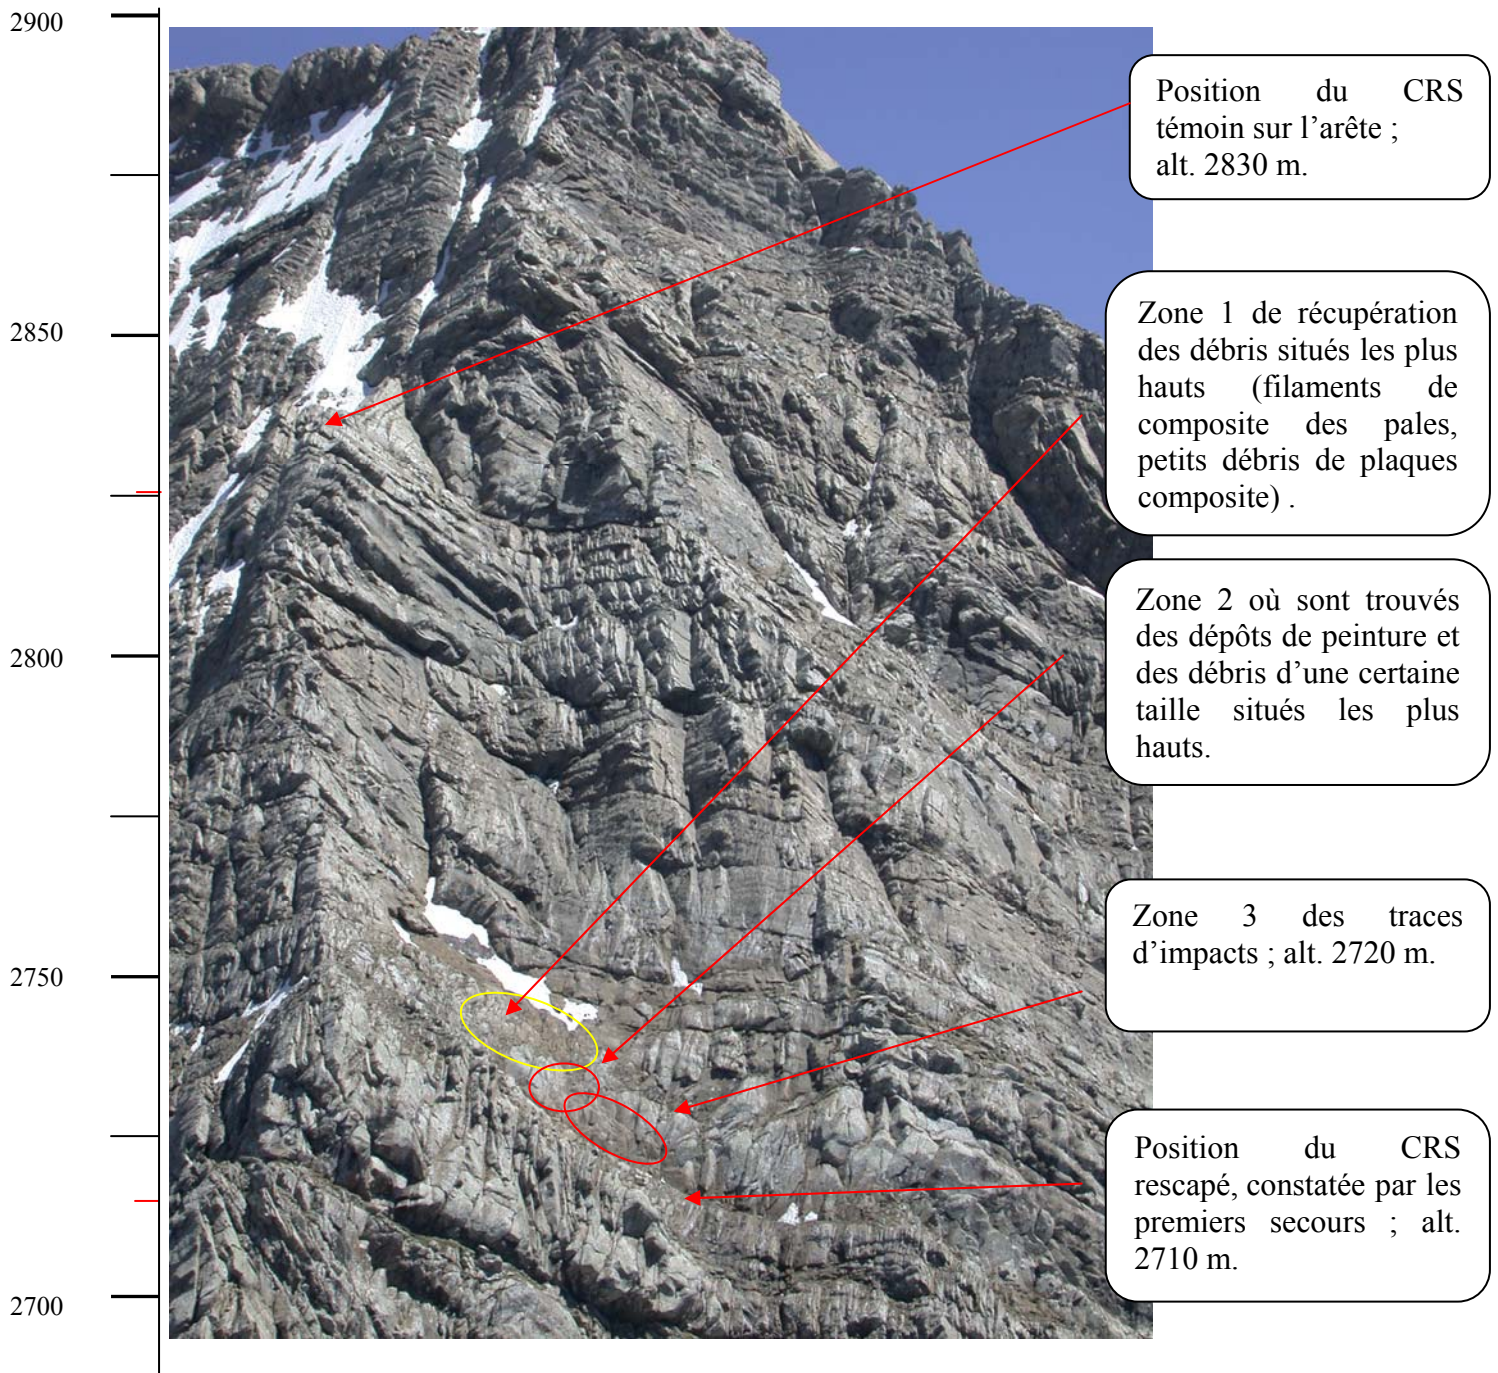 2900
Position du CRS
témoin sur l’arête ;
alt. 2830 m.
Zone 1 de récupération
des débris situés les plus
hauts (filaments de
composite des pales,
petits débris de plaques
composite) .
2850
Zone 2 où sont trouvés
des dépôts de peinture et
des débris d’une certaine
taille situés les plus
hauts.
2800
Zone 3 des traces
d’impacts ; alt. 2720 m.
2750
Position du CRS
rescapé, constatée par les
premiers secours ; alt.
2710 m.
2700